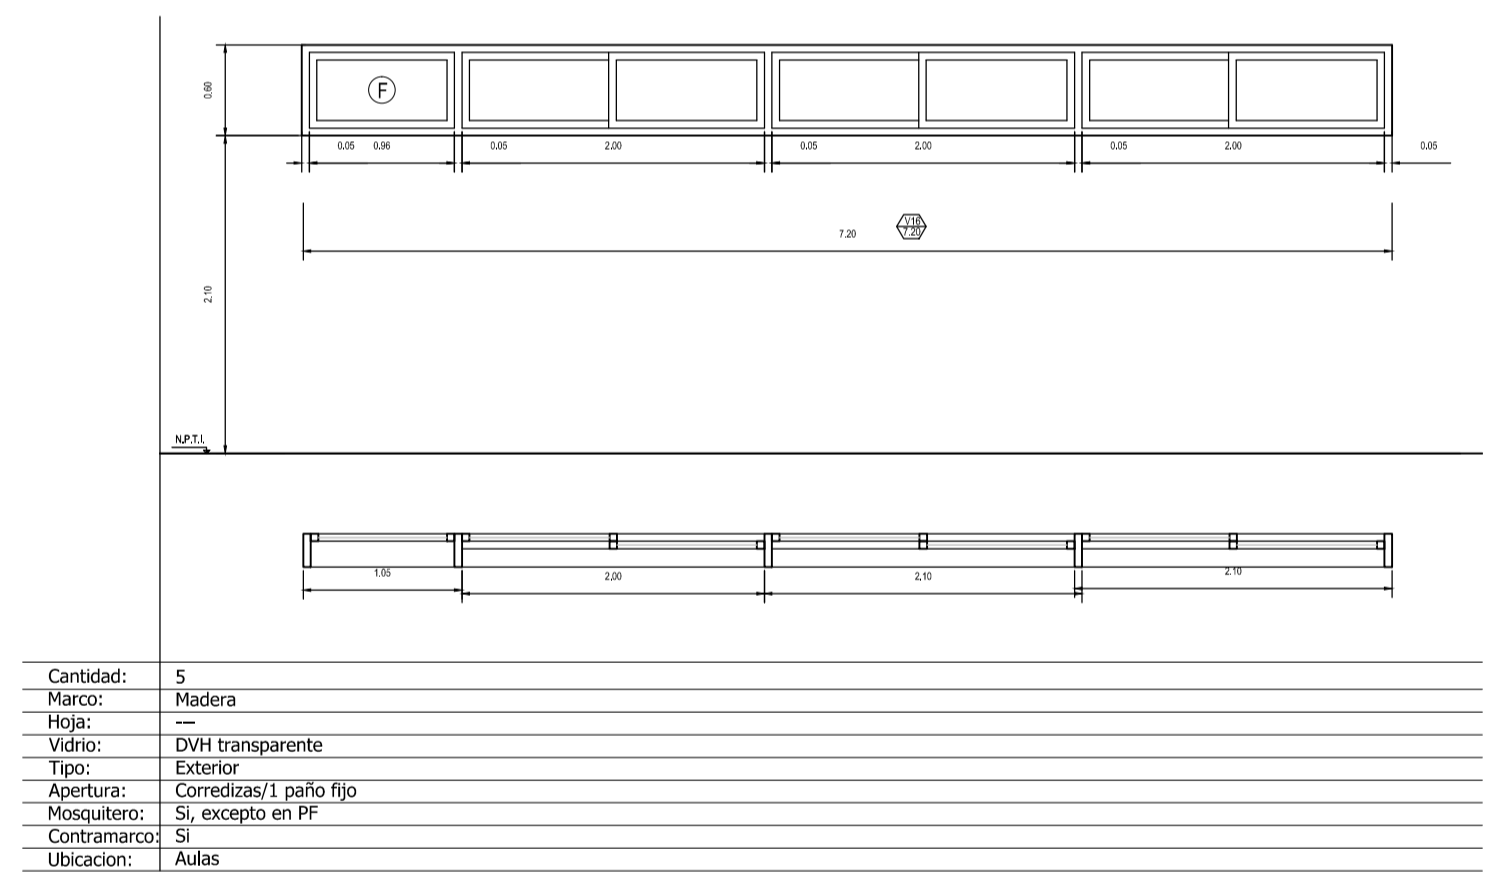 F
0.60
0.05 0.96 0.05 2.00 0.05 2.00 0.05 2.00 0.05
V16
7.20
7.20
2.10
N.P.T.I.
1.05 2.00 2.10 2.10
Cantidad: 5
Marco: Madera
Hoja: ---
Vidrio: DVH transparente
Tipo: Exterior
Apertura: Corredizas/1 paño fijo
Mosquitero: Si, excepto en PF
Contramarco: Si
Ubicacion: Aulas